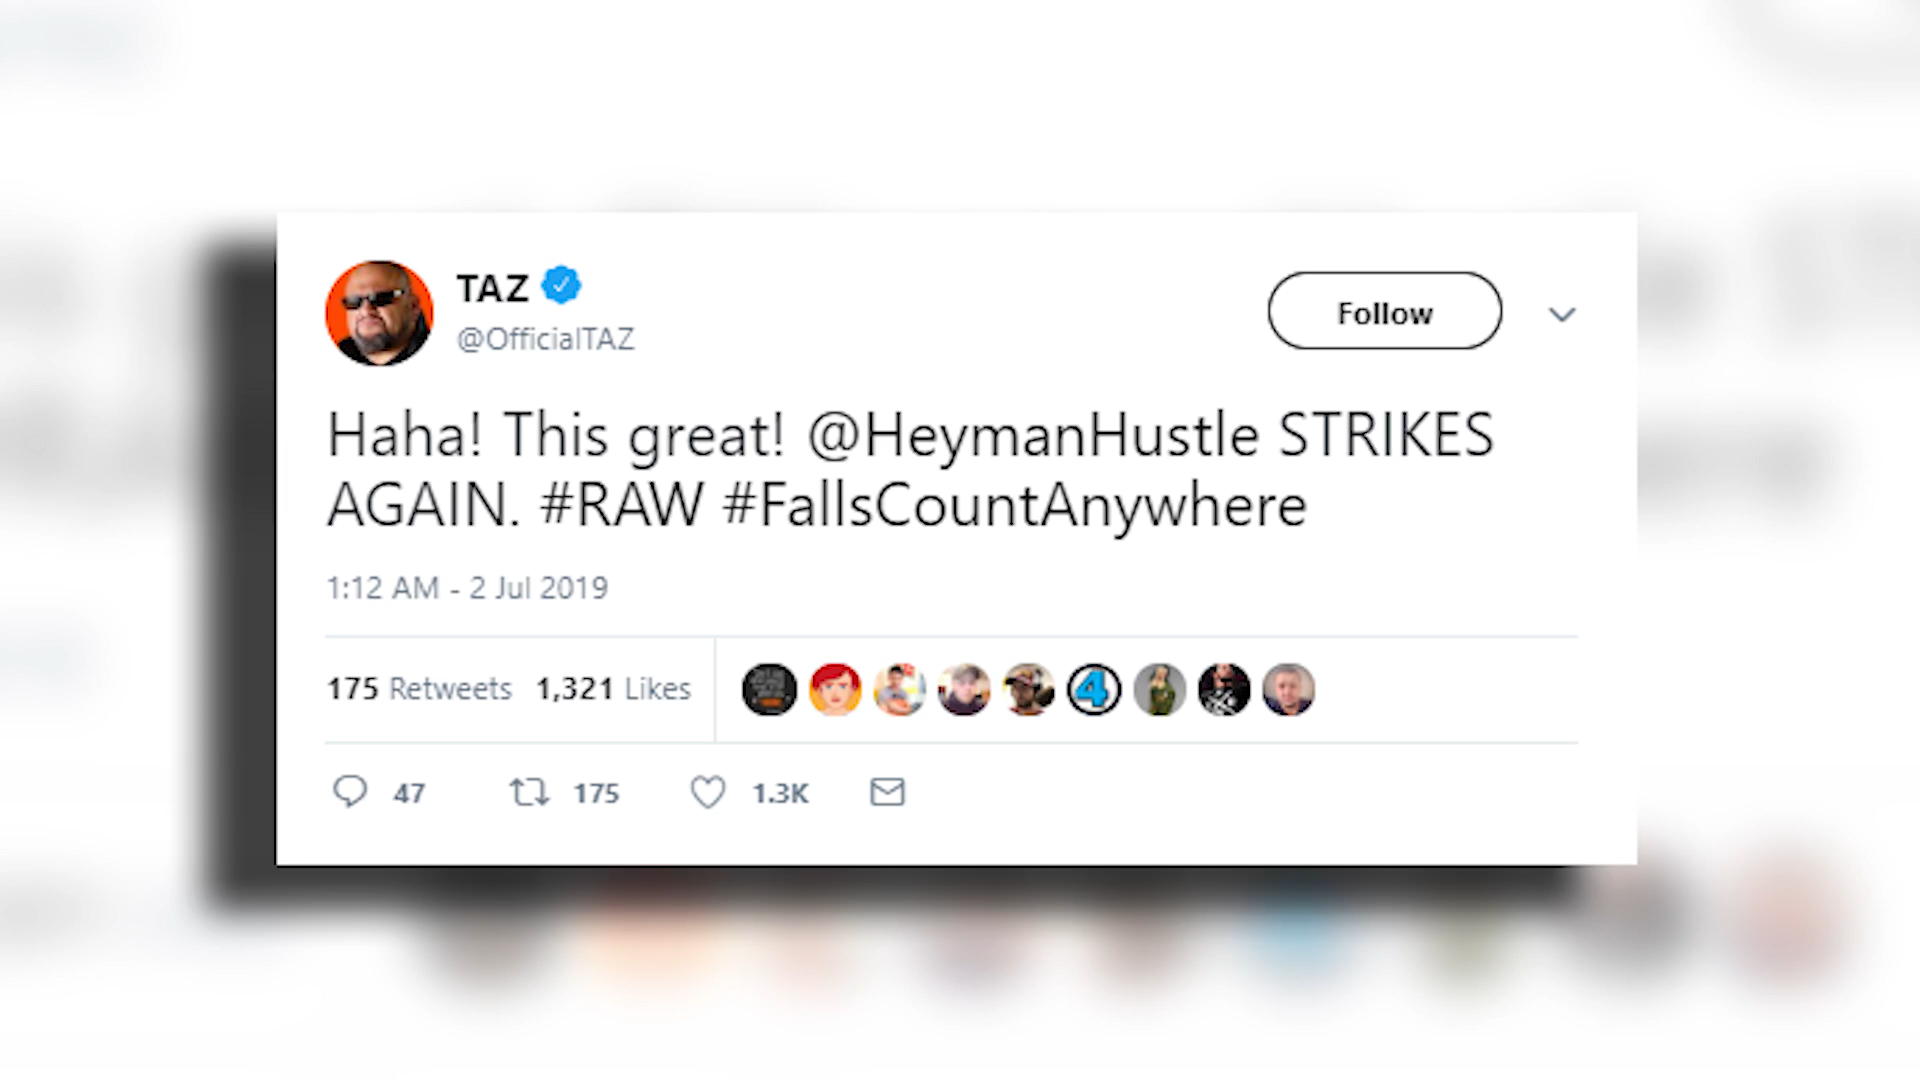 TAZ
@OfficialTAZ
Follow
Haha! This great! @HeymanHustle STRIKES
AGAIN. #RAW #FallsCountAnywhere
1:12 AM - 2 Jul 2019
175 Retweets 1,321 Likes
4
47 175 1.3K